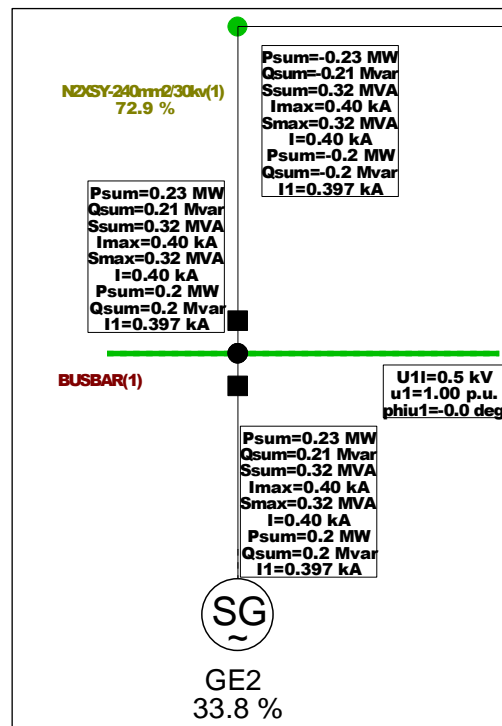 Psum=-0.23 MW
Qsum=-0.21 Mvar
Ssum=0.32 MVA
Imax=0.40 kA
Smax=0.32 MVA
I=0.40 kA
Psum=-0.2 MW
Qsum=-0.2 Mvar
I1=0.397 kA
N2XSY-240mm2/30kv(1)
72.9 %
Psum=0.23 MW
Qsum=0.21 Mvar
Ssum=0.32 MVA
Imax=0.40 kA
Smax=0.32 MVA
I=0.40 kA
Psum=0.2 MW
Qsum=0.2 Mvar
I1=0.397 kA
BUSBAR(1)
U1l=0.5 kV
u1=1.00 p.u.
phiu1=-0.0 deg
Psum=0.23 MW
Qsum=0.21 Mvar
Ssum=0.32 MVA
Imax=0.40 kA
Smax=0.32 MVA
I=0.40 kA
Psum=0.2 MW
Qsum=0.2 Mvar
I1=0.397 kA
SG
~
GE2
33.8 %